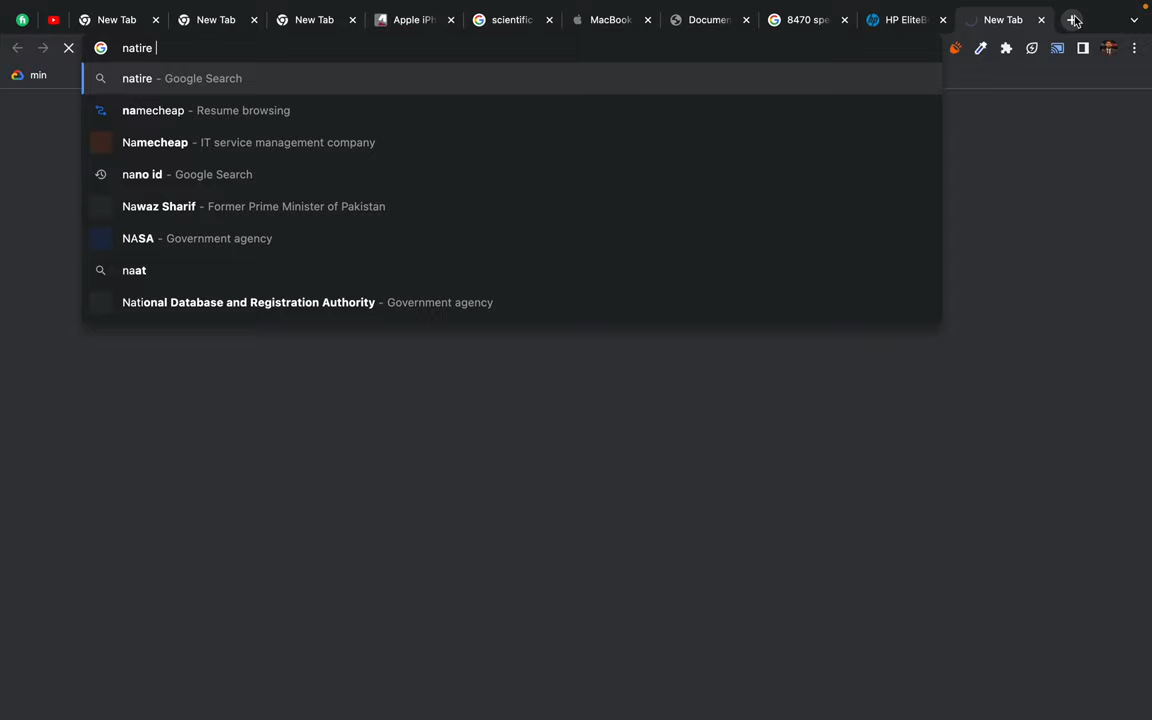 New Tab New Tab New Tab Apple iPh scientific MacBook Documen 8470 spe HP EliteB New Tab
natire
min
natire - Google Search
namecheap - Resume browsing
Namecheap - IT service management company
nano id - Google Search
Nawaz Sharif - Former Prime Minister of Pakistan
NASA - Government agency
naat
National Database and Registration Authority - Government agency